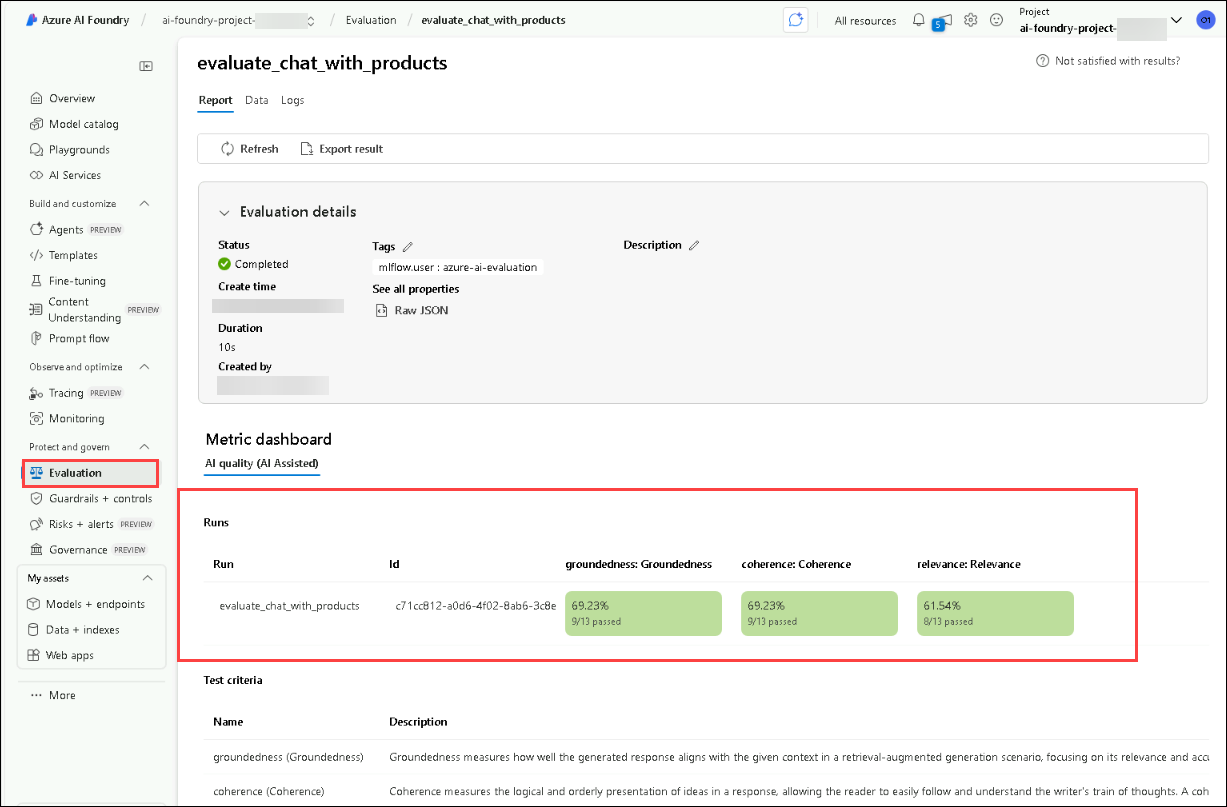 Azure AI Foundry / ai-foundry-project- / Evaluation / evaluate_chat_with_products
All resources 5 Project
ai-foundry-project- O1
evaluate_chat_with_products
Not satisfied with results?
Report Data Logs
Refresh Export result
Overview
Model catalog
Playgrounds
AI Services
Build and customize
Agents PREVIEW
Templates
Fine-tuning
Content
Understanding PREVIEW
Prompt flow
Observe and optimize
Tracing PREVIEW
Monitoring
Protect and govern
Evaluation
Guardrails + controls
Risks + alerts PREVIEW
Governance PREVIEW
My assets
Models + endpoints
Data + indexes
Web apps
More
Evaluation details
Status
Completed
Create time
Duration
10s
Created by
Tags
mlflow.user : azure-ai-evaluation
See all properties
Raw JSON
Description
Metric dashboard
AI quality (AI Assisted)
Runs
Run Id groundedness: Groundedness coherence: Coherence relevance: Relevance
evaluate_chat_with_products c71cc812-a0d6-4f02-8ab6-3c8e 69.23% 69.23% 61.54%
9/13 passed 9/13 passed 8/13 passed
Test criteria
Name Description
groundedness (Groundedness) Groundedness measures how well the generated response aligns with the given context in a retrieval-augmented generation scenario, focusing on its relevance and accu
coherence (Coherence) Coherence measures the logical and orderly presentation of ideas in a response, allowing the reader to easily follow and understand the writer's train of thoughts. A coh